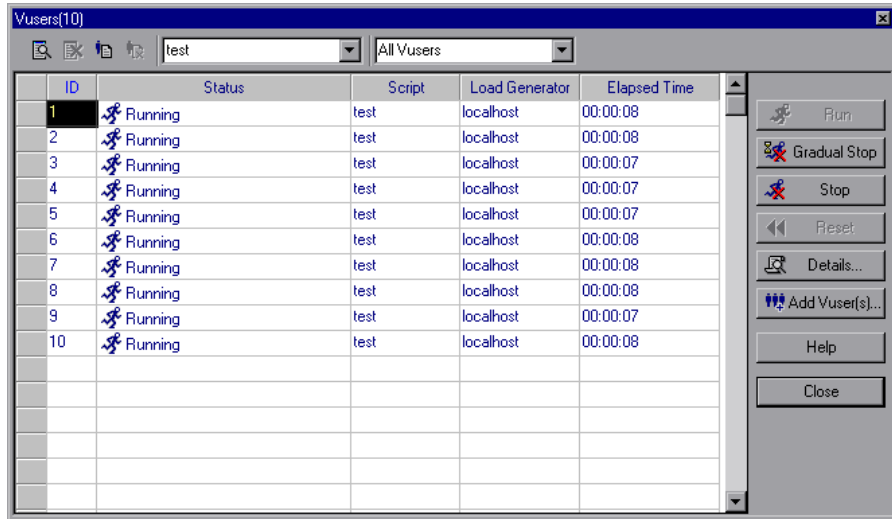 Vusers(10)
test All Vusers
ID Status Script Load Generator Elapsed Time
1 Running test localhost 00:00:08
2 Running test localhost 00:00:08
3 Running test localhost 00:00:07
4 Running test localhost 00:00:07
5 Running test localhost 00:00:07
6 Running test localhost 00:00:08
7 Running test localhost 00:00:08
8 Running test localhost 00:00:08
9 Running test localhost 00:00:07
10 Running test localhost 00:00:08
Run
Gradual Stop
Stop
Reset
Details...
Add Vuser(s)...
Help
Close